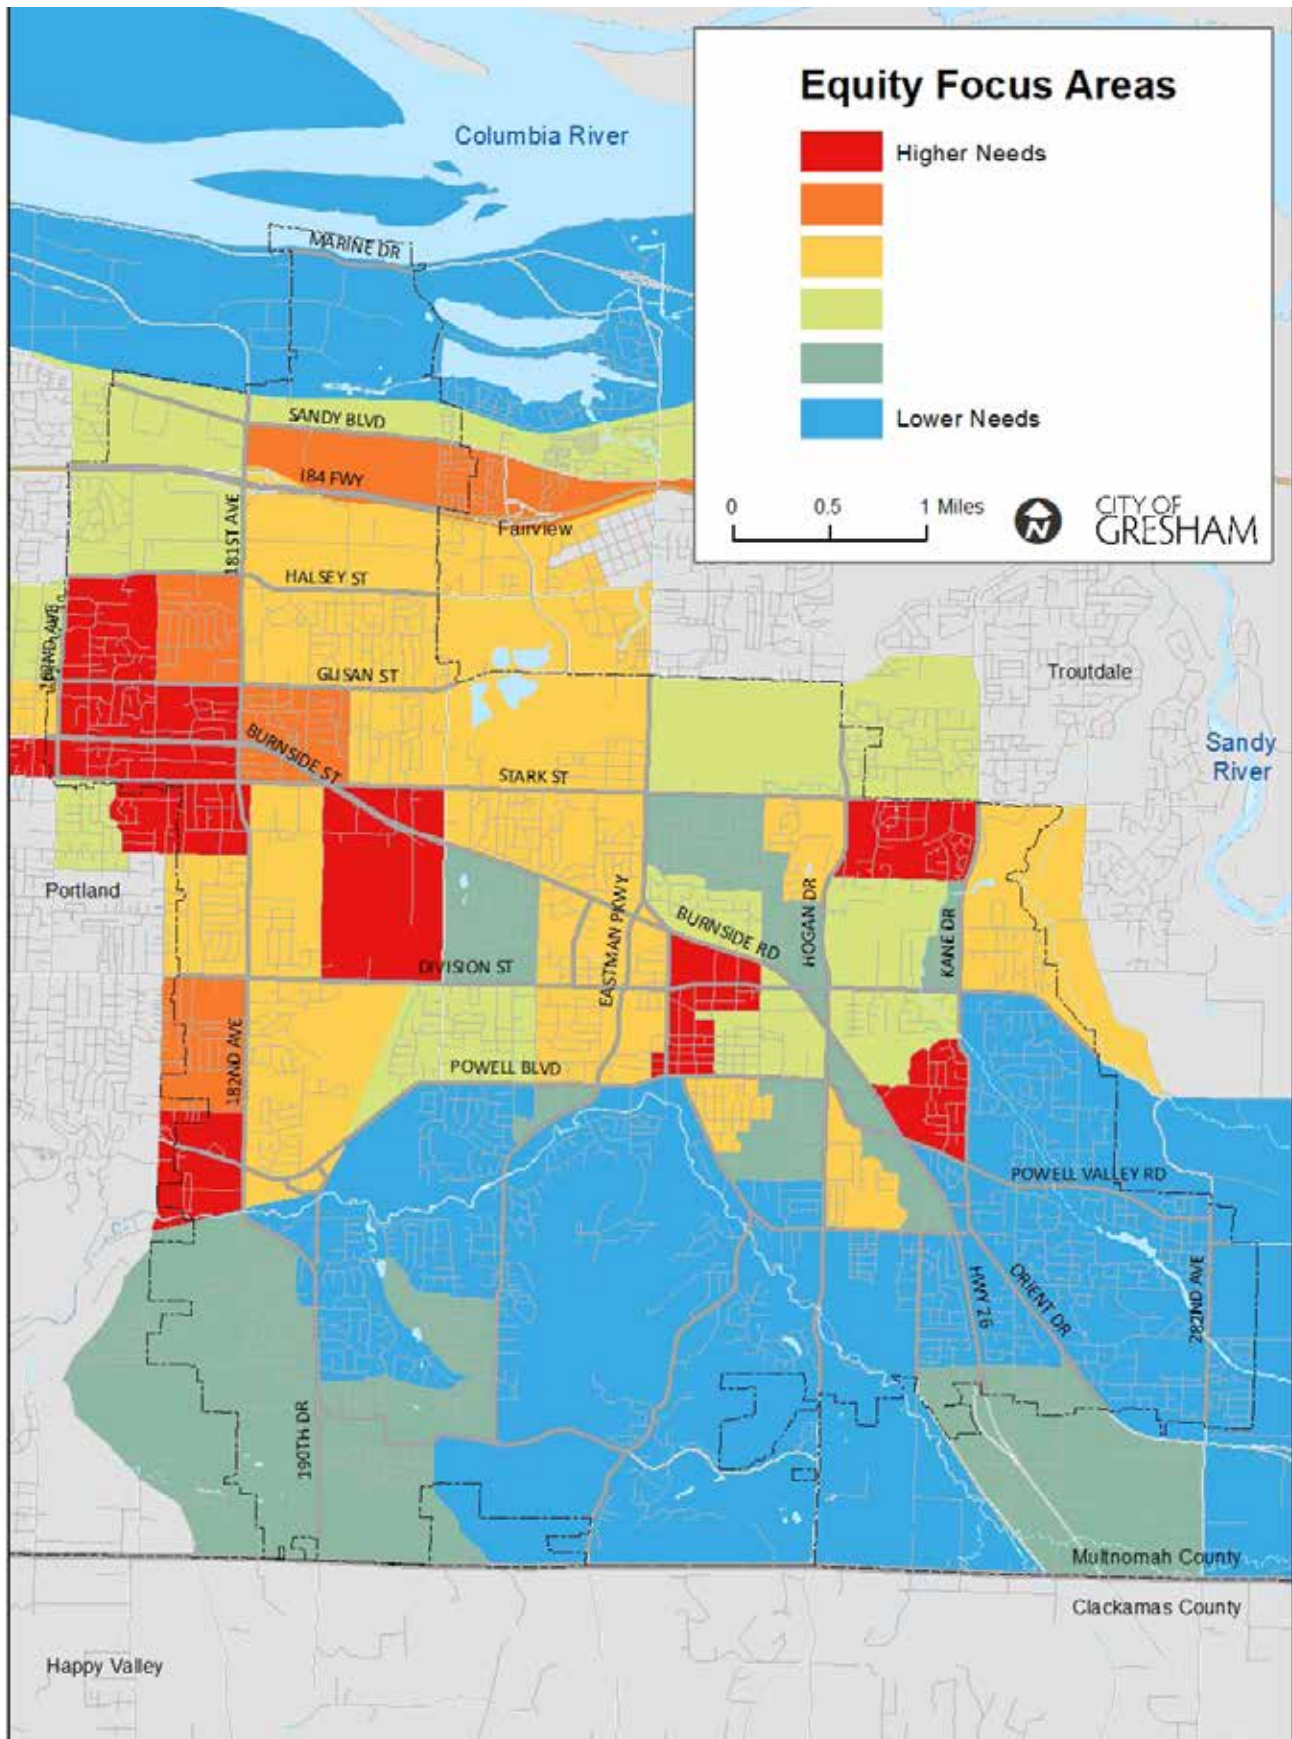 Equity Focus Areas
Higher Needs
Lower Needs
0 0.5 1 Miles
N
CITY OF
GRESHAM
Columbia River
MARINE DR
SANDY BLVD
I84 FWY
Fairview
181ST AVE
HALSEY ST
162ND AVE
GLISAN ST
Troutdale
BURNSIDE ST
Sandy
River
STARK ST
Portland
EASTMAN PKWY
BURNSIDE RD
HOGAN DR
KANE DR
DIVISION ST
182ND AVE
POWELL BLVD
POWELL VALLEY RD
HWY 26
ORIENT DR
282ND AVE
190TH DR
Multnomah County
Clackamas County
Happy Valley